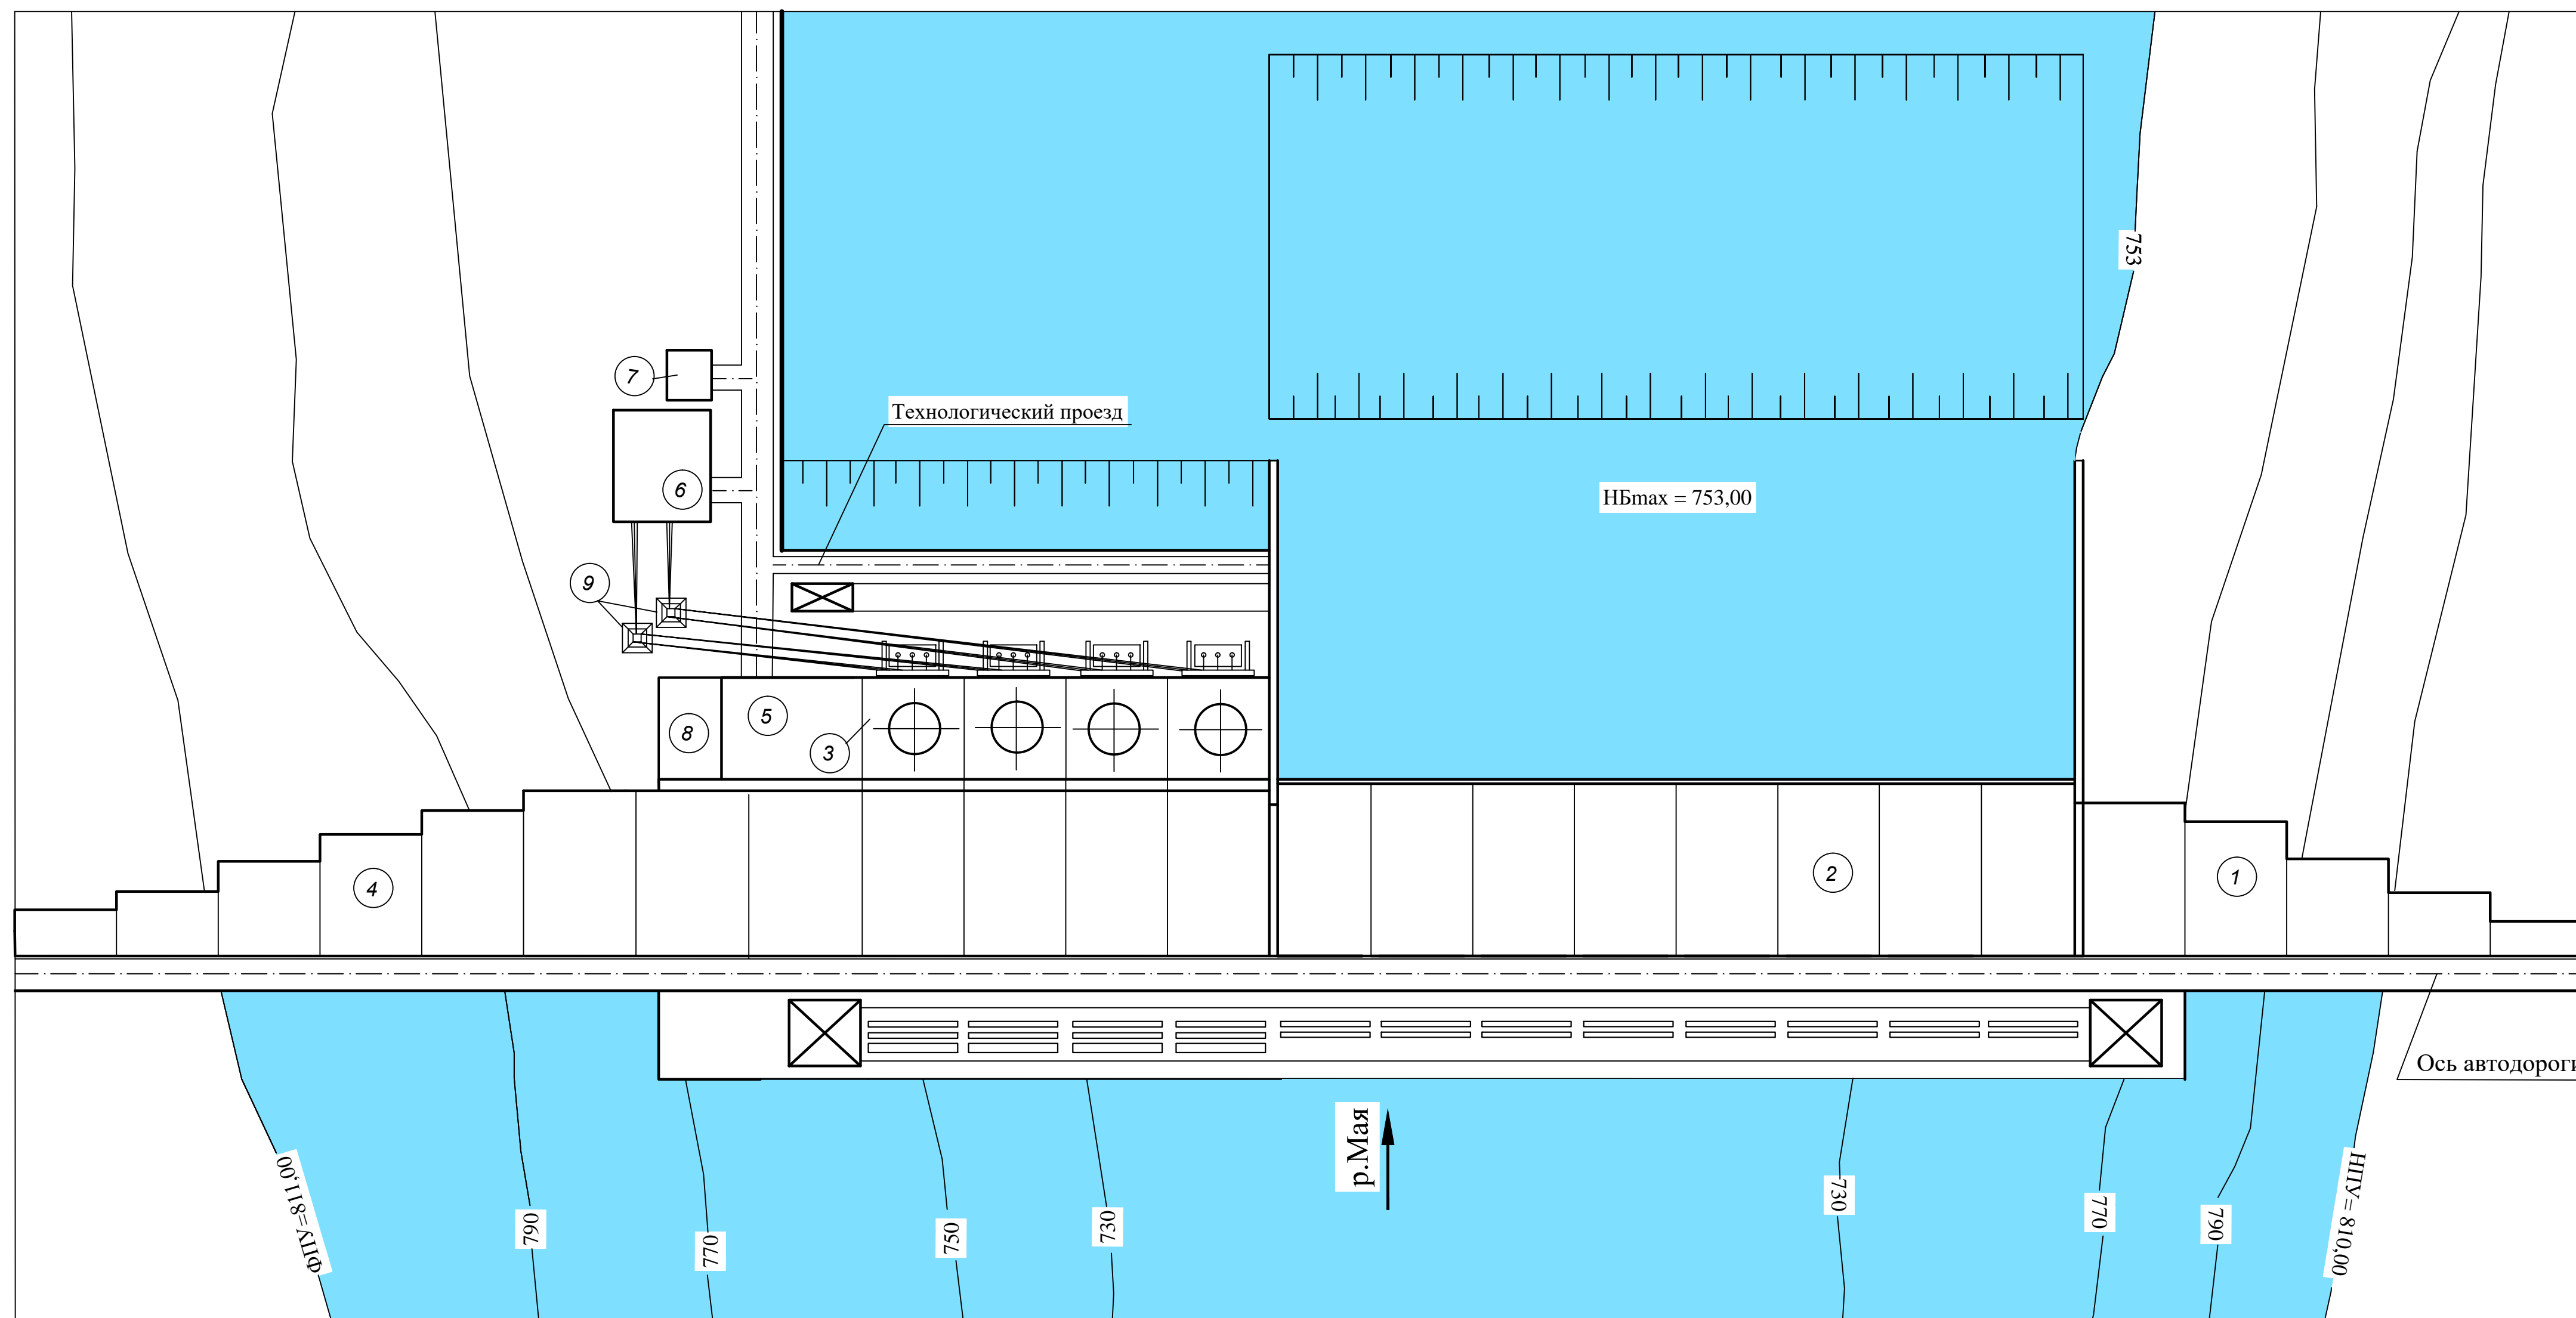 753
7
Технологический проезд
6
НБmax = 753,00
9
5
8
3
4
2
1
Ось автодороги
р.Мая
ФПУ=811,00
790
770
750
730
730
770
790
НПУ= 810,00